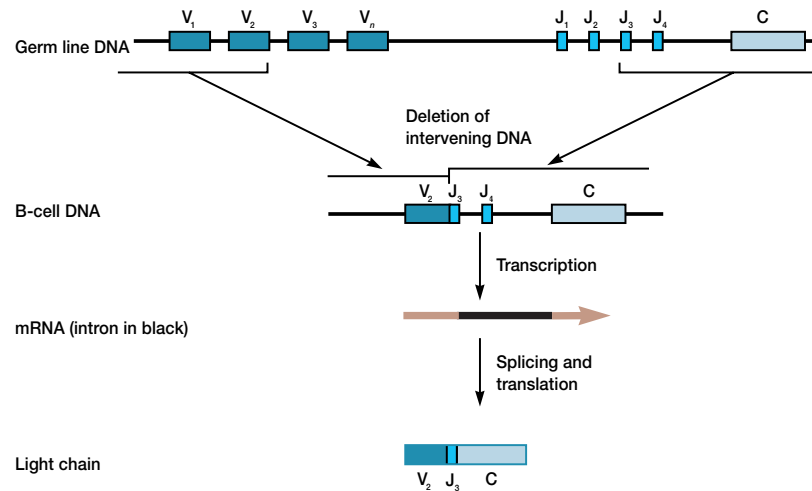 V₁ V₂ V₃ Vₙ J₁ J₂ J₃ J₄ C
Germ line DNA
Deletion of
intervening DNA
V₂ J₃ J₄ C
B-cell DNA
Transcription
mRNA (intron in black)
Splicing and
translation
Light chain
V₂ J₃ C